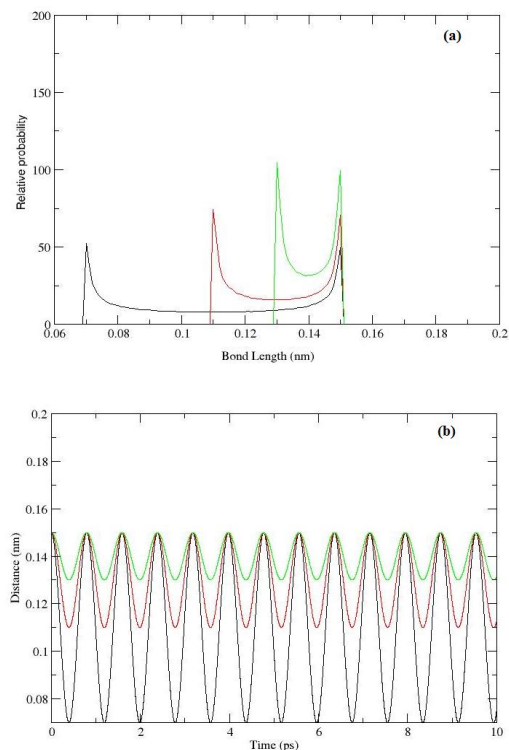 200
(a)
150
Relative probability
100
50
0
0.06 0.08 0.1 0.12 0.14 0.16 0.18 0.2
Bond Length (nm)
0.2
(b)
0.18
0.16
Distance (nm)
0.14
0.12
0.1
0.08
0 2 4 6 8 10
Time (ps)